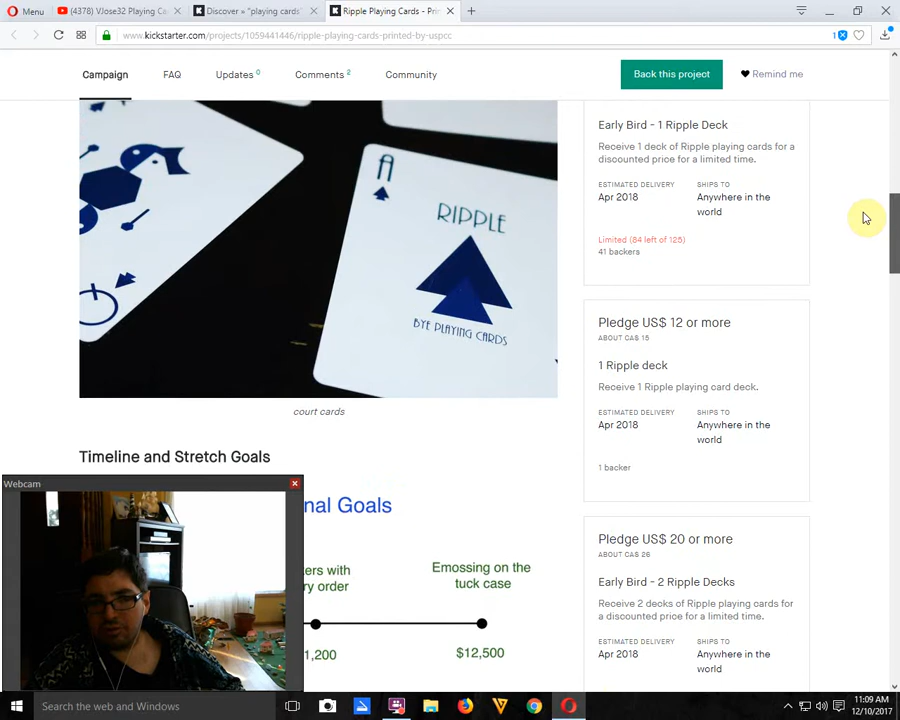 Menu
(4378) VJose32 Playing Ca
Discover » "playing cards"
Ripple Playing Cards - Prin
www.kickstarter.com/projects/1059441446/ripple-playing-cards-printed-by-uspcc
1
Campaign
FAQ
Updates 0
Comments 2
Community
Back this project
Remind me
A
RIPPLE
BYE PLAYING CARDS
court cards
Timeline and Stretch Goals
nal Goals
kers with
ry order
Emossing on the
tuck case
1,200
$12,500
Early Bird - 1 Ripple Deck
Receive 1 deck of Ripple playing cards for a
discounted price for a limited time.
ESTIMATED DELIVERY
Apr 2018
SHIPS TO
Anywhere in the
world
Limited (84 left of 125)
41 backers
Pledge US$ 12 or more
ABOUT CA$ 15
1 Ripple deck
Receive 1 Ripple playing card deck.
ESTIMATED DELIVERY
Apr 2018
SHIPS TO
Anywhere in the
world
1 backer
Pledge US$ 20 or more
ABOUT CA$ 26
Early Bird - 2 Ripple Decks
Receive 2 decks of Ripple playing cards for
a discounted price for a limited time.
ESTIMATED DELIVERY
Apr 2018
SHIPS TO
Anywhere in the
world
Webcam
Search the web and Windows
11:09 AM
12/10/2017